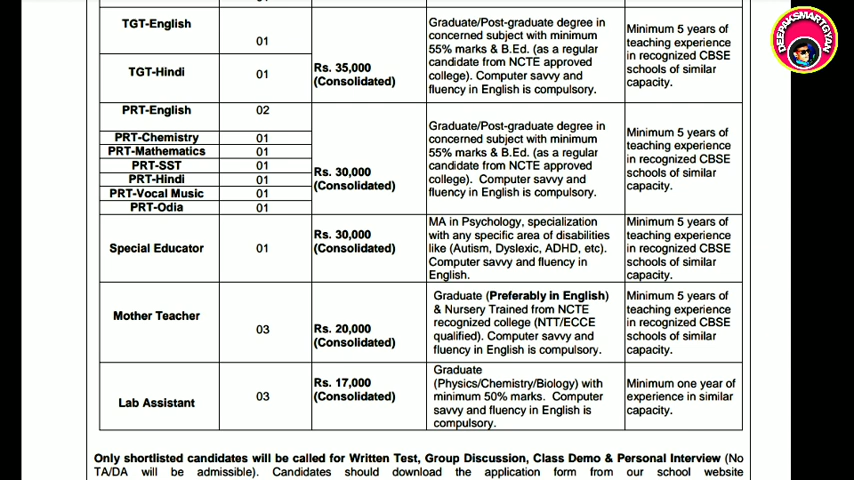 TGT-English
01
TGT-Hindi
01
Rs. 35,000
(Consolidated)
Graduate/Post-graduate degree in
concerned subject with minimum
55% marks & B.Ed. (as a regular
candidate from NCTE approved
college). Computer savvy and
fluency in English is compulsory.
Minimum 5 years of
teaching experience
in recognized CBSE
schools of similar
capacity.
PRT-English
02
PRT-Chemistry
01
PRT-Mathematics
01
PRT-SST
01
PRT-Hindi
01
PRT-Vocal Music
01
PRT-Odia
01
Rs. 30,000
(Consolidated)
Graduate/Post-graduate degree in
concerned subject with minimum
55% marks & B.Ed. (as a regular
candidate from NCTE approved
college). Computer savvy and
fluency in English is compulsory.
Minimum 5 years of
teaching experience
in recognized CBSE
schools of similar
capacity.
Special Educator
01
Rs. 30,000
(Consolidated)
MA in Psychology, specialization
with any specific area of disabilities
like (Autism, Dyslexic, ADHD, etc).
Computer savvy and fluency in
English.
Minimum 5 years of
teaching experience
in recognized CBSE
schools of similar
capacity.
Mother Teacher
03
Rs. 20,000
(Consolidated)
Graduate (Preferably in English)
& Nursery Trained from NCTE
recognized college (NTT/ECCE
qualified). Computer savvy and
fluency in English is compulsory.
Minimum 5 years of
teaching experience
in recognized CBSE
schools of similar
capacity.
Lab Assistant
03
Rs. 17,000
(Consolidated)
Graduate
(Physics/Chemistry/Biology) with
minimum 50% marks. Computer
savvy and fluency in English is
compulsory.
Minimum one year of
experience in similar
capacity.
Only shortlisted candidates will be called for Written Test, Group Discussion, Class Demo & Personal Interview (No
TA/DA will be admissible). Candidates should download the application form from our school website
DEEPAKSMARTGYAN